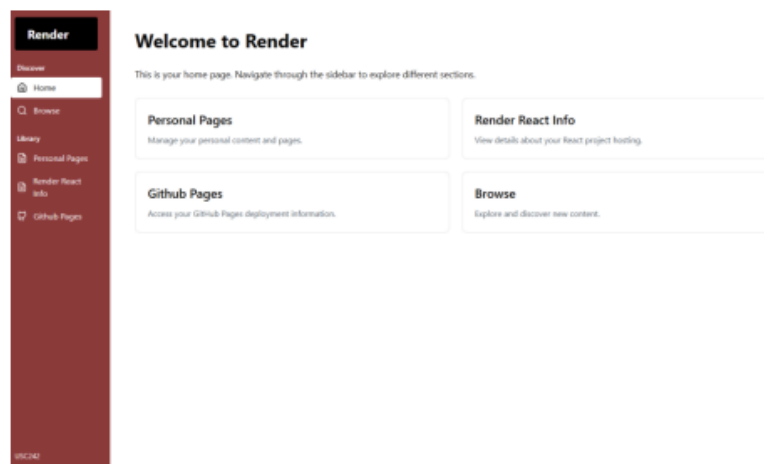 Render
Discover
Home
Browse
Library
Personal Pages
Render React
Info
Github Pages
USC242
Welcome to Render
This is your home page. Navigate through the sidebar to explore different sections.
Personal Pages
Manage your personal content and pages.
Render React Info
View details about your React project hosting.
Github Pages
Access your GitHub Pages deployment information.
Browse
Explore and discover new content.